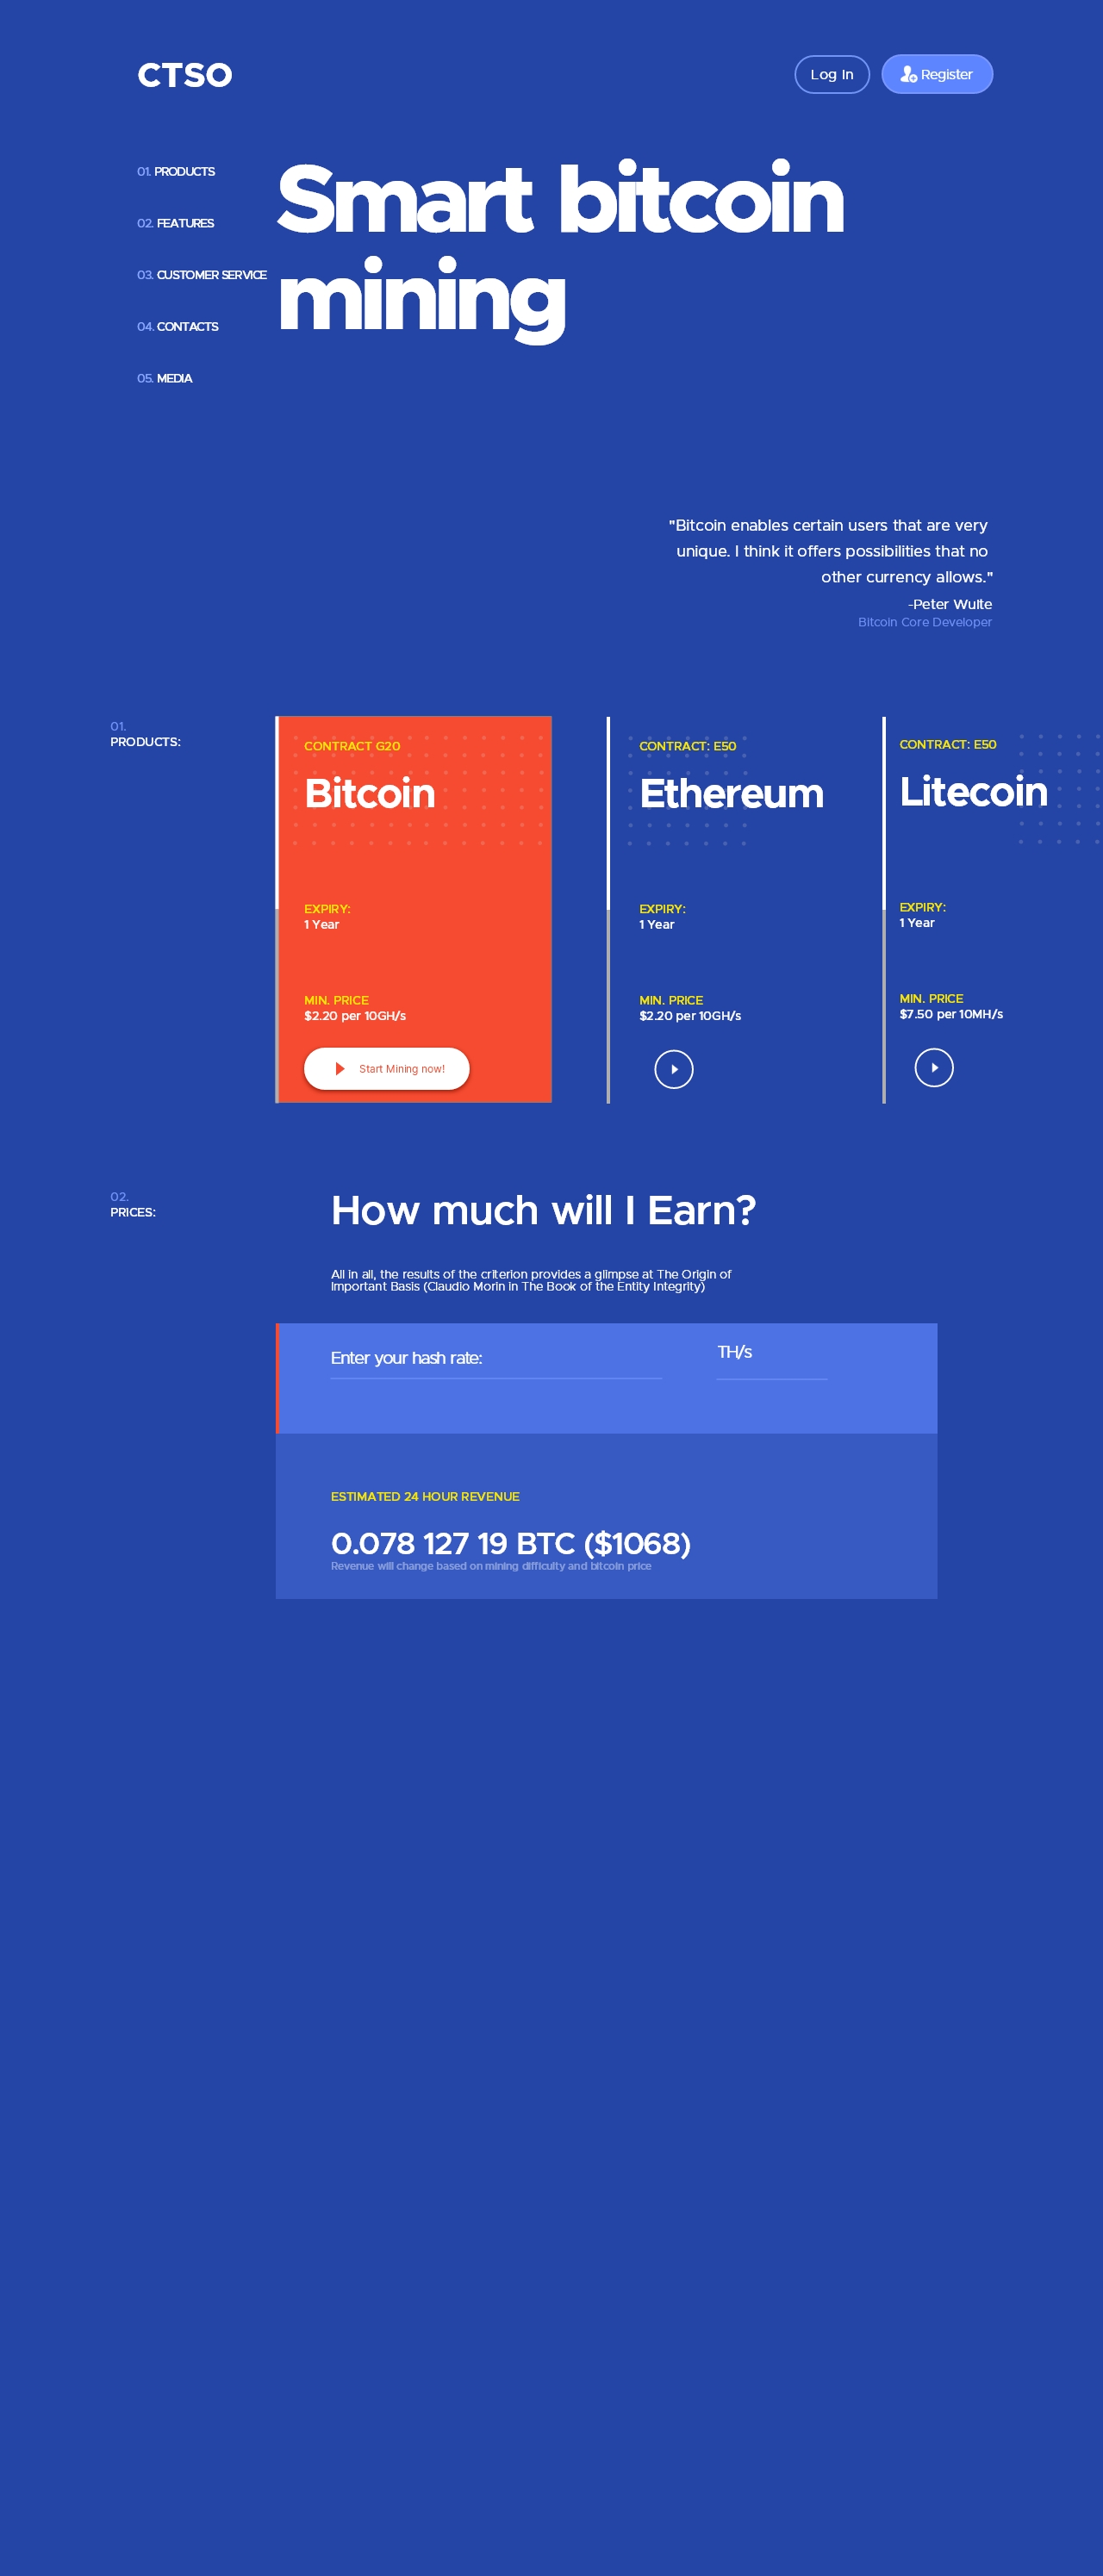 CTSO
Log In
Register
01. PRODUCTS
02. FEATURES
03. CUSTOMER SERVICE
04. CONTACTS
05. MEDIA
Smart bitcoin
mining
"Bitcoin enables certain users that are very
unique. I think it offers possibilities that no
other currency allows."
-Peter Wulte
Bitcoin Core Developer
01.
PRODUCTS:
CONTRACT G20
Bitcoin
EXPIRY:
1 Year
MIN. PRICE
$2.20 per 10GH/s
Start Mining now!
CONTRACT: E50
Ethereum
EXPIRY:
1 Year
MIN. PRICE
$2.20 per 10GH/s
CONTRACT: E50
Litecoin
EXPIRY:
1 Year
MIN. PRICE
$7.50 per 10MH/s
02.
PRICES:
How much will I Earn?
All in all, the results of the criterion provides a glimpse at The Origin of
Important Basis (Claudio Morin in The Book of the Entity Integrity)
Enter your hash rate:
TH/s
ESTIMATED 24 HOUR REVENUE
0.078 127 19 BTC ($1068)
Revenue will change based on mining difficulty and bitcoin price